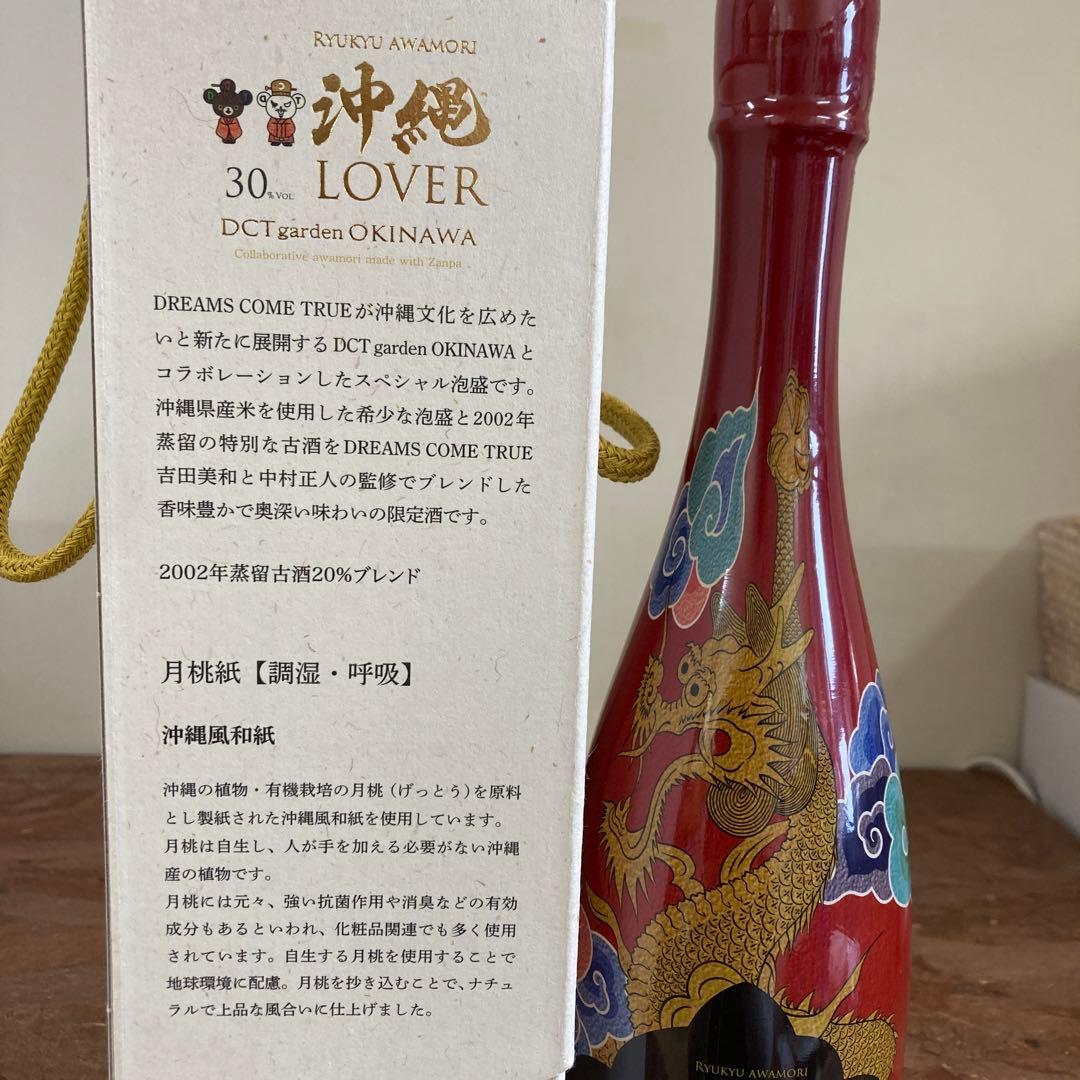 RYUKYU AWAMORI
沖縄
30%VOL
LOVER
DCT garden OKINAWA
Collaborative awamori made with Zanpa
DREAMS COME TRUEが沖縄文化を広めた
いと新たに展開するDCT garden OKINAWAと
コラボレーションしたスペシャル泡盛です。
沖縄県産米を使用した希少な泡盛と2002年
蒸留の特別な古酒をDREAMS COME TRUE
吉田美和と中村正人の監修でブレンドした
香味豊かで奥深い味わいの限定酒です。
2002年蒸留古酒20%ブレンド
月桃紙【調湿・呼吸】
沖縄風和紙
沖縄の植物・有機栽培の月桃（げっとう）を原料
とし製紙された沖縄風和紙を使用しています。
月桃は自生し、人が手を加える必要がない沖縄
産の植物です。
月桃には元々、強い抗菌作用や消臭などの有効
成分もあるといわれ、化粧品関連でも多く使用
されています。自生する月桃を使用することで
地球環境に配慮。月桃を抄き込むことで、ナチュ
ラルで上品な風合いに仕上げました。
RYUKYU AWAMORI